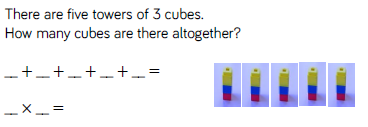 There are five towers of 3 cubes.
How many cubes are there altogether?
_+_+_+_+_=
_×_=